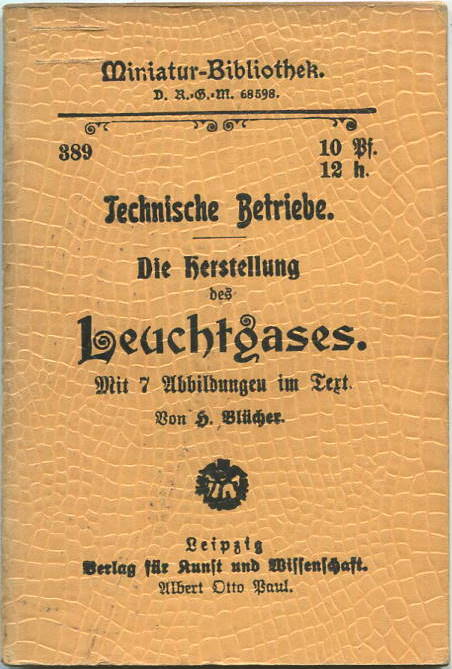 Miniatur-Bibliothek.
D. R.-G.-M. 68598.
389
10 Pf.
12 h.
Technische Betriebe.
Die Herstellung
des
Leuchtgases.
Mit 7 Abbildungen im Text.
Von H. Blücher.
Leipzig
Verlag für Kunst und Wissenschaft.
Albert Otto Paul.